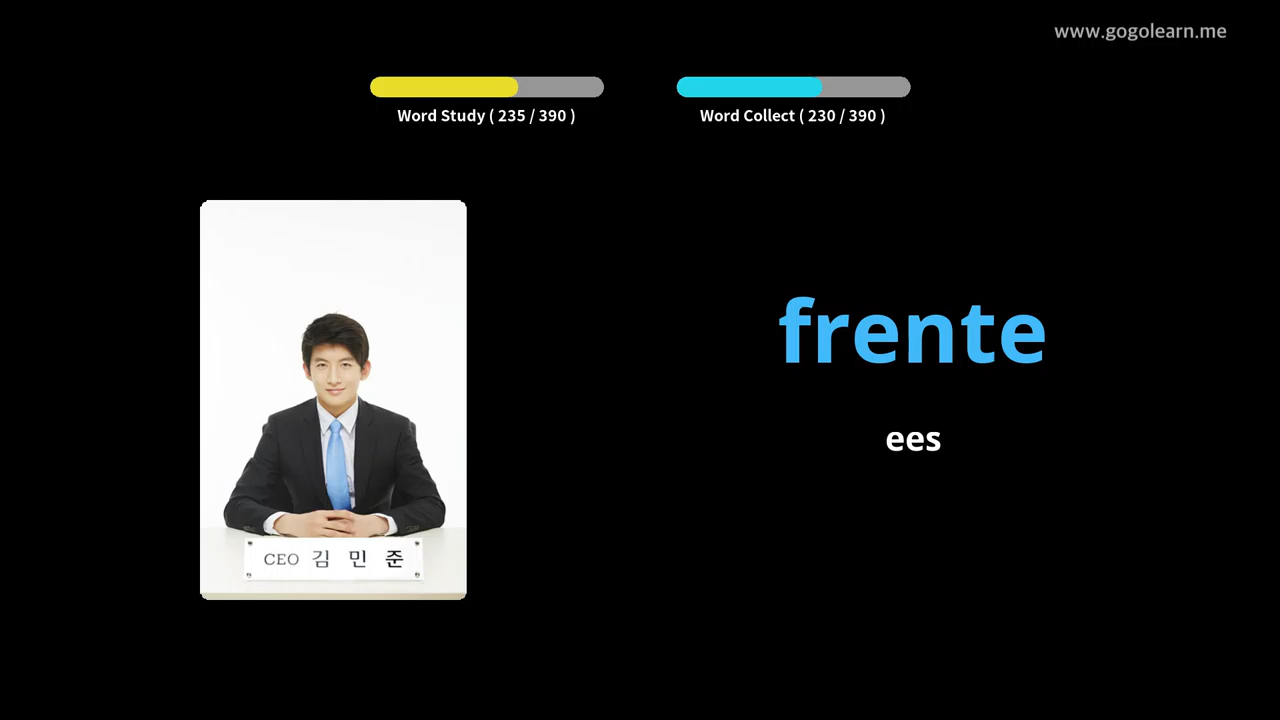 www.gogolearn.me
Word Study ( 235 / 390 )
Word Collect ( 230 / 390 )
frente
ees
CEO 김 민 준